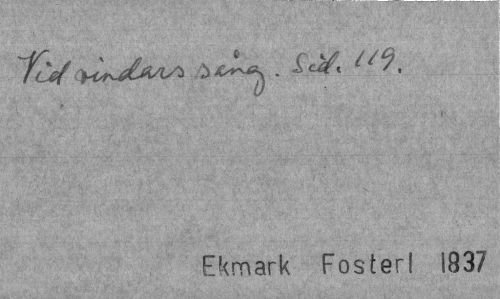 Vid vindars sång. Sid. 119.
Ekmark Fosterl 1837